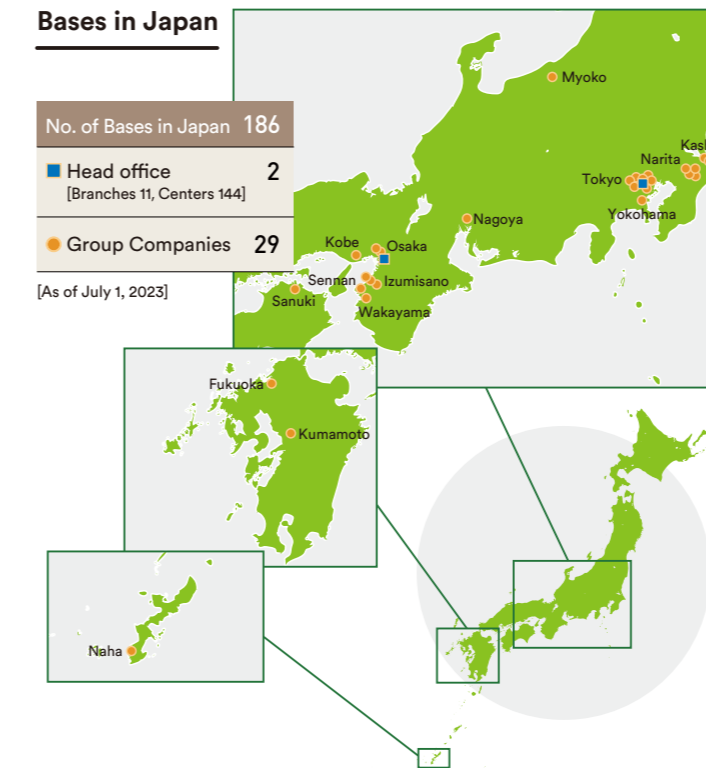 Bases in Japan
No. of Bases in Japan 186
Head office 2
[Branches 11, Centers 144]
Group Companies 29
[As of July 1, 2023]
Myoko
Narita
Tokyo
Yokohama
Nagoya
Kobe
Osaka
Sennan
Izumisano
Sanuki
Wakayama
Fukuoka
Kumamoto
Naha